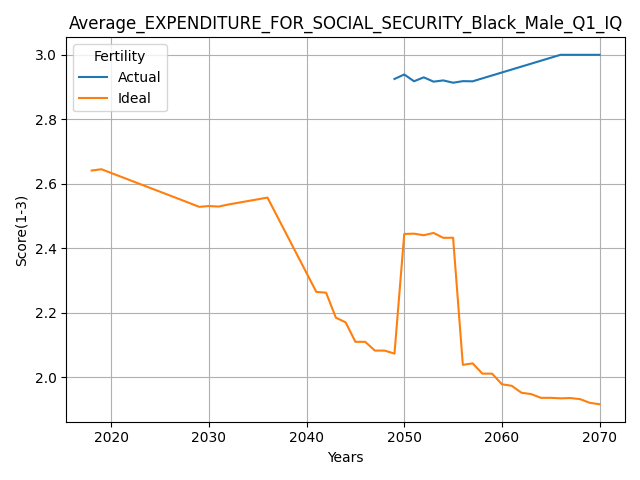 Average_EXPENDITURE_FOR_SOCIAL_SECURITY_Black_Male_Q1_IQ
Fertility
Actual
Ideal
Score(1-3)
3.0
2.8
2.6
2.4
2.2
2.0
2020 2030 2040 2050 2060 2070
Years